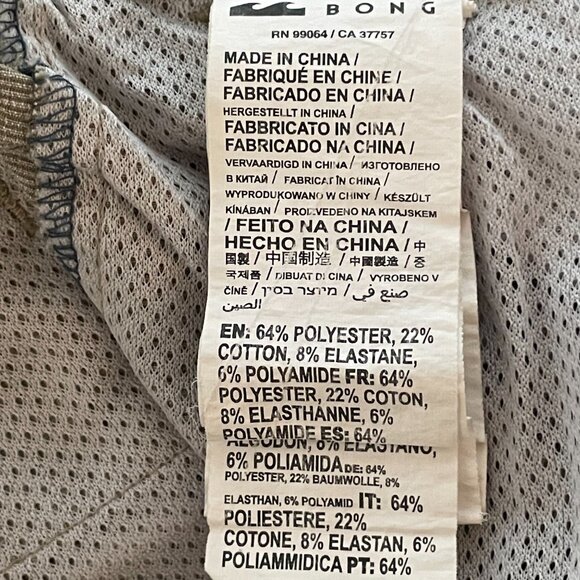 BONG
RN 99064 / CA 37757
MADE IN CHINA /
FABRIQUÉ EN CHINE /
FABRICADO EN CHINA /
HERGESTELLT IN CHINA /
FABBRICATO IN CINA /
FABRICADO NA CHINA /
VERVAARDIGD IN CHINA / ИЗГОТОВЛЕНО
В КИТАЙ / FABRICAT ÎN CHINA /
WYPRODUKOWANO W CHINY / KÉSZÜLT
KÍNÁBAN / PROIZVEDENO NA KITAJSKEM
/ FEITO NA CHINA /
HECHO EN CHINA / 中
国製 / 中国制造 / 中國製造 / 중
국제품 / DIBUAT DI CINA / VYROBENO V
ČÍNĚ / מיוצר בסין / صنع في
الصين
EN: 64% POLYESTER, 22%
COTTON, 8% ELASTANE,
6% POLYAMIDE FR: 64%
POLYESTER, 22% COTON,
8% ELASTHANNE, 6%
POLYAMIDE ES: 64%
ALGODÓN, 8% ELASTANO,
6% POLIAMIDA DE: 64%
POLYESTER, 22% BAUMWOLLE, 8%
ELASTHAN, 6% POLYAMID IT: 64%
POLIESTERE, 22%
COTONE, 8% ELASTAN, 6%
POLIAMMIDICA PT: 64%